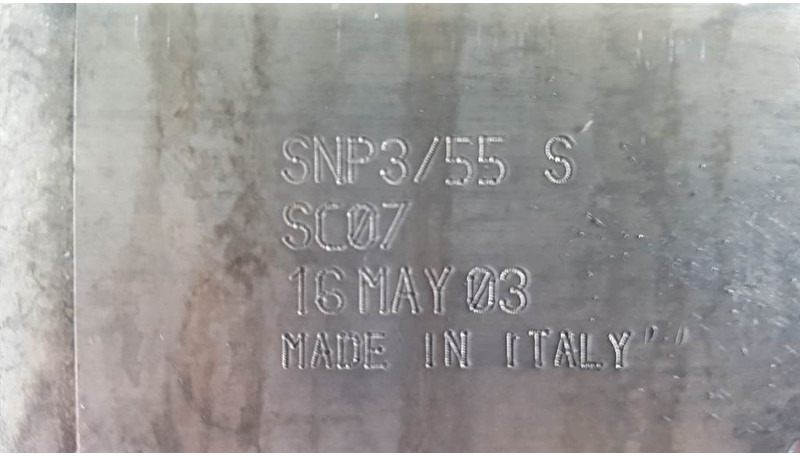 SNP3/55 S
SC07
16 MAY 03
MADE IN ITALY